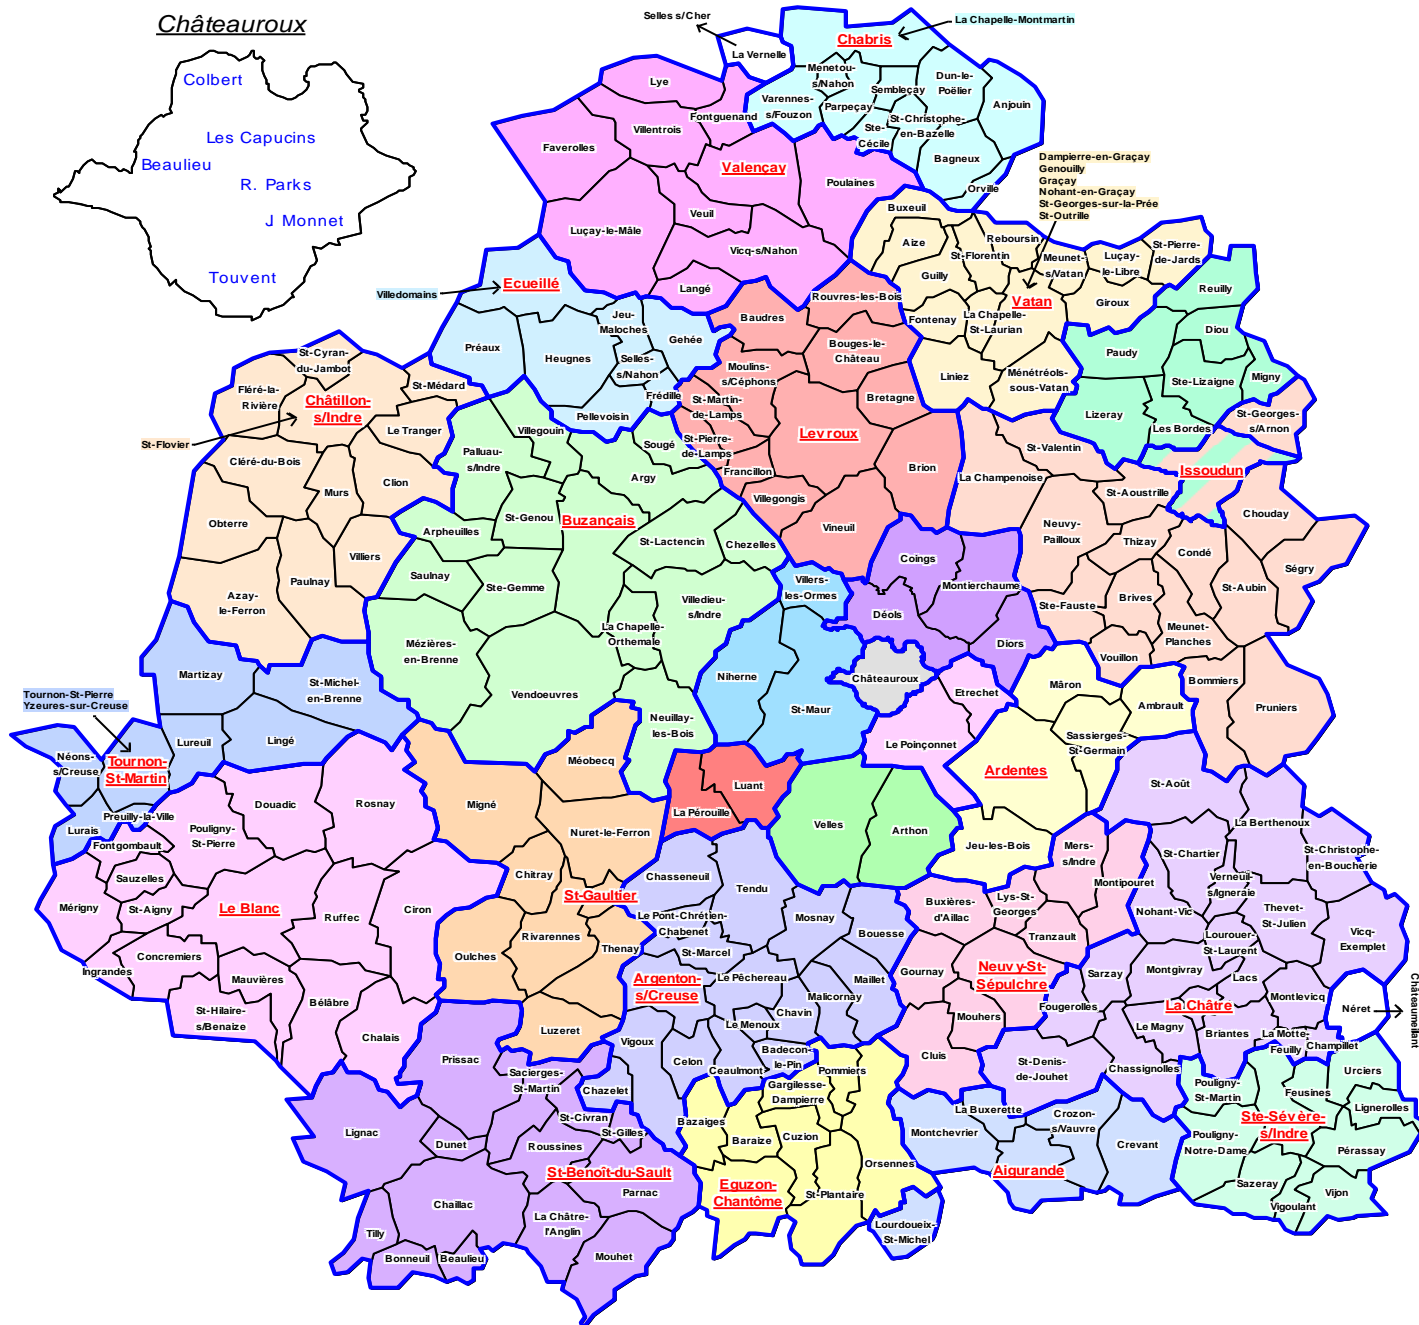 Châteauroux
Colbert
Les Capucins
Beaulieu
R. Parks
J Monnet
Touvent
Selles s/Cher
La Vernelle
La Chapelle-Montmartin
Chabris
Menetou-
s/Nahon
Sembleçay
Dun-le-
Poëlier
Anjouin
Varennes-
s/Fouzon
Parpeçay
St-Christophe-
en-Bazelle
Ste-
Cécile
Bagneux
Orville
Lye
Fontguenand
Villentrois
Faverolles
Valençay
Poulaines
Veuil
Luçay-le-Mâle
Vicq-s/Nahon
Langé
Dampierre-en-Graçay
Genouilly
Graçay
Nohant-en-Graçay
St-Georges-sur-la-Prée
St-Outrille
Buxeuil
Aize
Reboursin
St-Florentin
Guilly
Meunet-
s/Vatan
Luçay-
le-Libre
St-Pierre-
de-Jards
Giroux
Vatan
Fontenay
La Chapelle-
St-Laurian
Liniez
Ménétréols-
sous-Vatan
Reuilly
Diou
Paudy
Ste-Lizaigne
Migny
Lizeray
Les Bordes
St-Georges-
s/Arnon
Issoudun
Villedomains
Ecueillé
Jeu-
Maloches
Gehée
Préaux
Heugnes
Selles-
s/Nahon
Frédille
Pellevoisin
Rouvres-les-Bois
Baudres
Bouges-le-
Château
Moulins-
s/Céphons
Bretagne
St-Martin-
de-Lamps
Levroux
St-Pierre-
de-Lamps
Francillon
Brion
Villegongis
Vineuil
St-Cyran-
du-Jambot
Fléré-la-
Rivière
St-Médard
Châtillon-
s/Indre
St-Flovier
Le Tranger
Cléré-du-Bois
Murs
Clion
Obterre
Villiers
Paulnay
Azay-
le-Ferron
Villegouin
Palluau-
s/Indre
Sougé
Argy
St-Genou
Buzançais
Arpheuilles
St-Lactencin
Chezelles
Saulnay
Ste-Gemme
Villedieu-
s/Indre
La Chapelle-
Orthemale
Mézières-
en-Brenne
Vendoeuvres
Neuillay-
les-Bois
St-Valentin
La Champenoise
St-Aoustrille
Neuvy-
Pailloux
Thizay
Condé
Chouday
Ségry
St-Aubin
Ste-Fauste
Brives
Meunet-
Planches
Vouillon
Bommiers
Pruniers
Coings
Montierchaume
Déols
Diors
Villers-
les-Ormes
Niherne
St-Maur
Châteauroux
Etrechet
Le Poinçonnet
Mâron
Ambrault
Sassierges-
St-Germain
Ardentes
Jeu-les-Bois
Martizay
St-Michel-
en-Brenne
Tournon-St-Pierre
Yzeures-sur-Creuse
Lureuil
Lingé
Néons-
s/Creuse
Tournon-
St-Martin
Lurais
Preuilly-la-Ville
Fontgombault
Douadic
Rosnay
Pouligny-
St-Pierre
Sauzelles
Mérigny
St-Aigny
Le Blanc
Ruffec
Ciron
Concremiers
Ingrandes
Mauvières
Bélâbre
St-Hilaire-
s/Benaize
Chalais
Méobecq
Migné
Nuret-le-Ferron
Chitray
St-Gaultier
Rivarennes
Thenay
Oulches
Luzeret
Luant
La Pérouille
Velles
Arthon
Chasseneuil
Tendu
Le Pont-Chrétien-
Chabenet
Mosnay
Bouesse
St-Marcel
Argenton-
s/Creuse
Le Pêchereau
Maillet
Malicornay
Chavin
Le Menoux
Vigoux
Celon
Badecon-
le-Pin
Ceaulmont
Chazelet
Mers-
s/Indre
Montipouret
Buxières-
d'Aillac
Lys-St-
Georges
Tranzault
Gournay
Neuvy-St-
Sépulchre
Mouhers
Cluis
Fougerolles
St-Août
La Berthenoux
St-Chartier
St-Christophe-
en-Boucherie
Verneuil-
s/Igneraie
Nohant-Vic
Thevet-
St-Julien
Lourouer-
St-Laurent
Vicq-
Exemplet
Sarzay
Montgivray
Lacs
Montlevicq
La Châtre
Néret
Châteaumeillant
Le Magny
Briantes
La Motte-
Feuilly
Champillet
St-Denis-
de-Jouhet
Chassignolles
Pouligny-
St-Martin
Urciers
Feusines
Lignerolles
Ste-Sévère-
s/Indre
Pouligny-
Notre-Dame
Pérassay
Sazeray
Vijon
Vigoulant
La Buxerette
Crozon-
s/Vauvre
Montchevrier
Crevant
Aigurande
Lourdoueix-
St-Michel
Pommiers
Gargilesse-
Dampierre
Bazaiges
Baraize
Cuzion
Orsennes
Eguzon-
Chantôme
St-Plantaire
Prissac
Sacierges-
St-Martin
St-Civran
St-Gilles
Lignac
Dunet
Roussines
St-Benoît-du-Sault
Chaillac
Parnac
La Châtre-
l'Anglin
Tilly
Bonneuil
Beaulieu
Mouhet